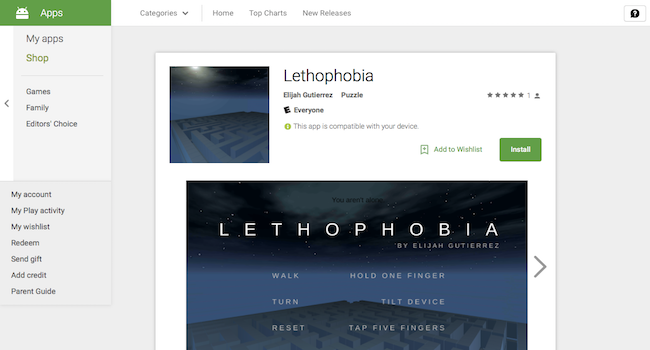 Apps
Categories
Home
Top Charts
New Releases
My apps
Shop
Games
Family
Editors' Choice
My account
My Play activity
My wishlist
Redeem
Send gift
Add credit
Parent Guide
Lethophobia
Elijah Gutierrez Puzzle
1
Everyone
This app is compatible with your device.
Add to Wishlist
Install
You aren't alone
LETHOPHOBIA
BY ELIJAH GUTIERREZ
WALK HOLD ONE FINGER
TURN TILT DEVICE
RESET TAP FIVE FINGERS